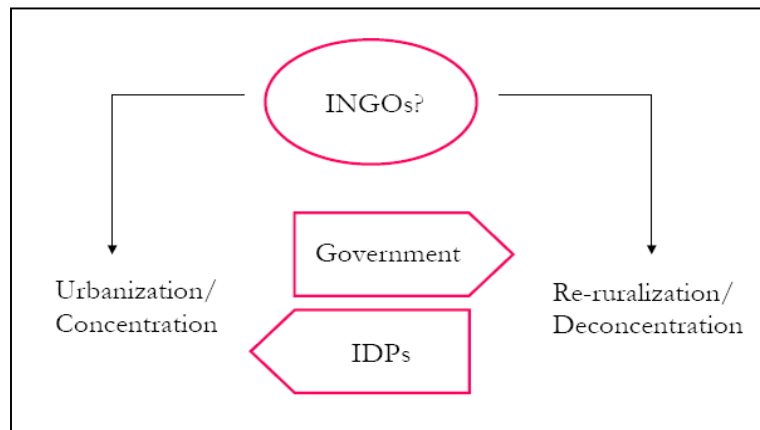 INGOs?
Government
Urbanization/
Concentration
Re-ruralization/
Deconcentration
IDPs